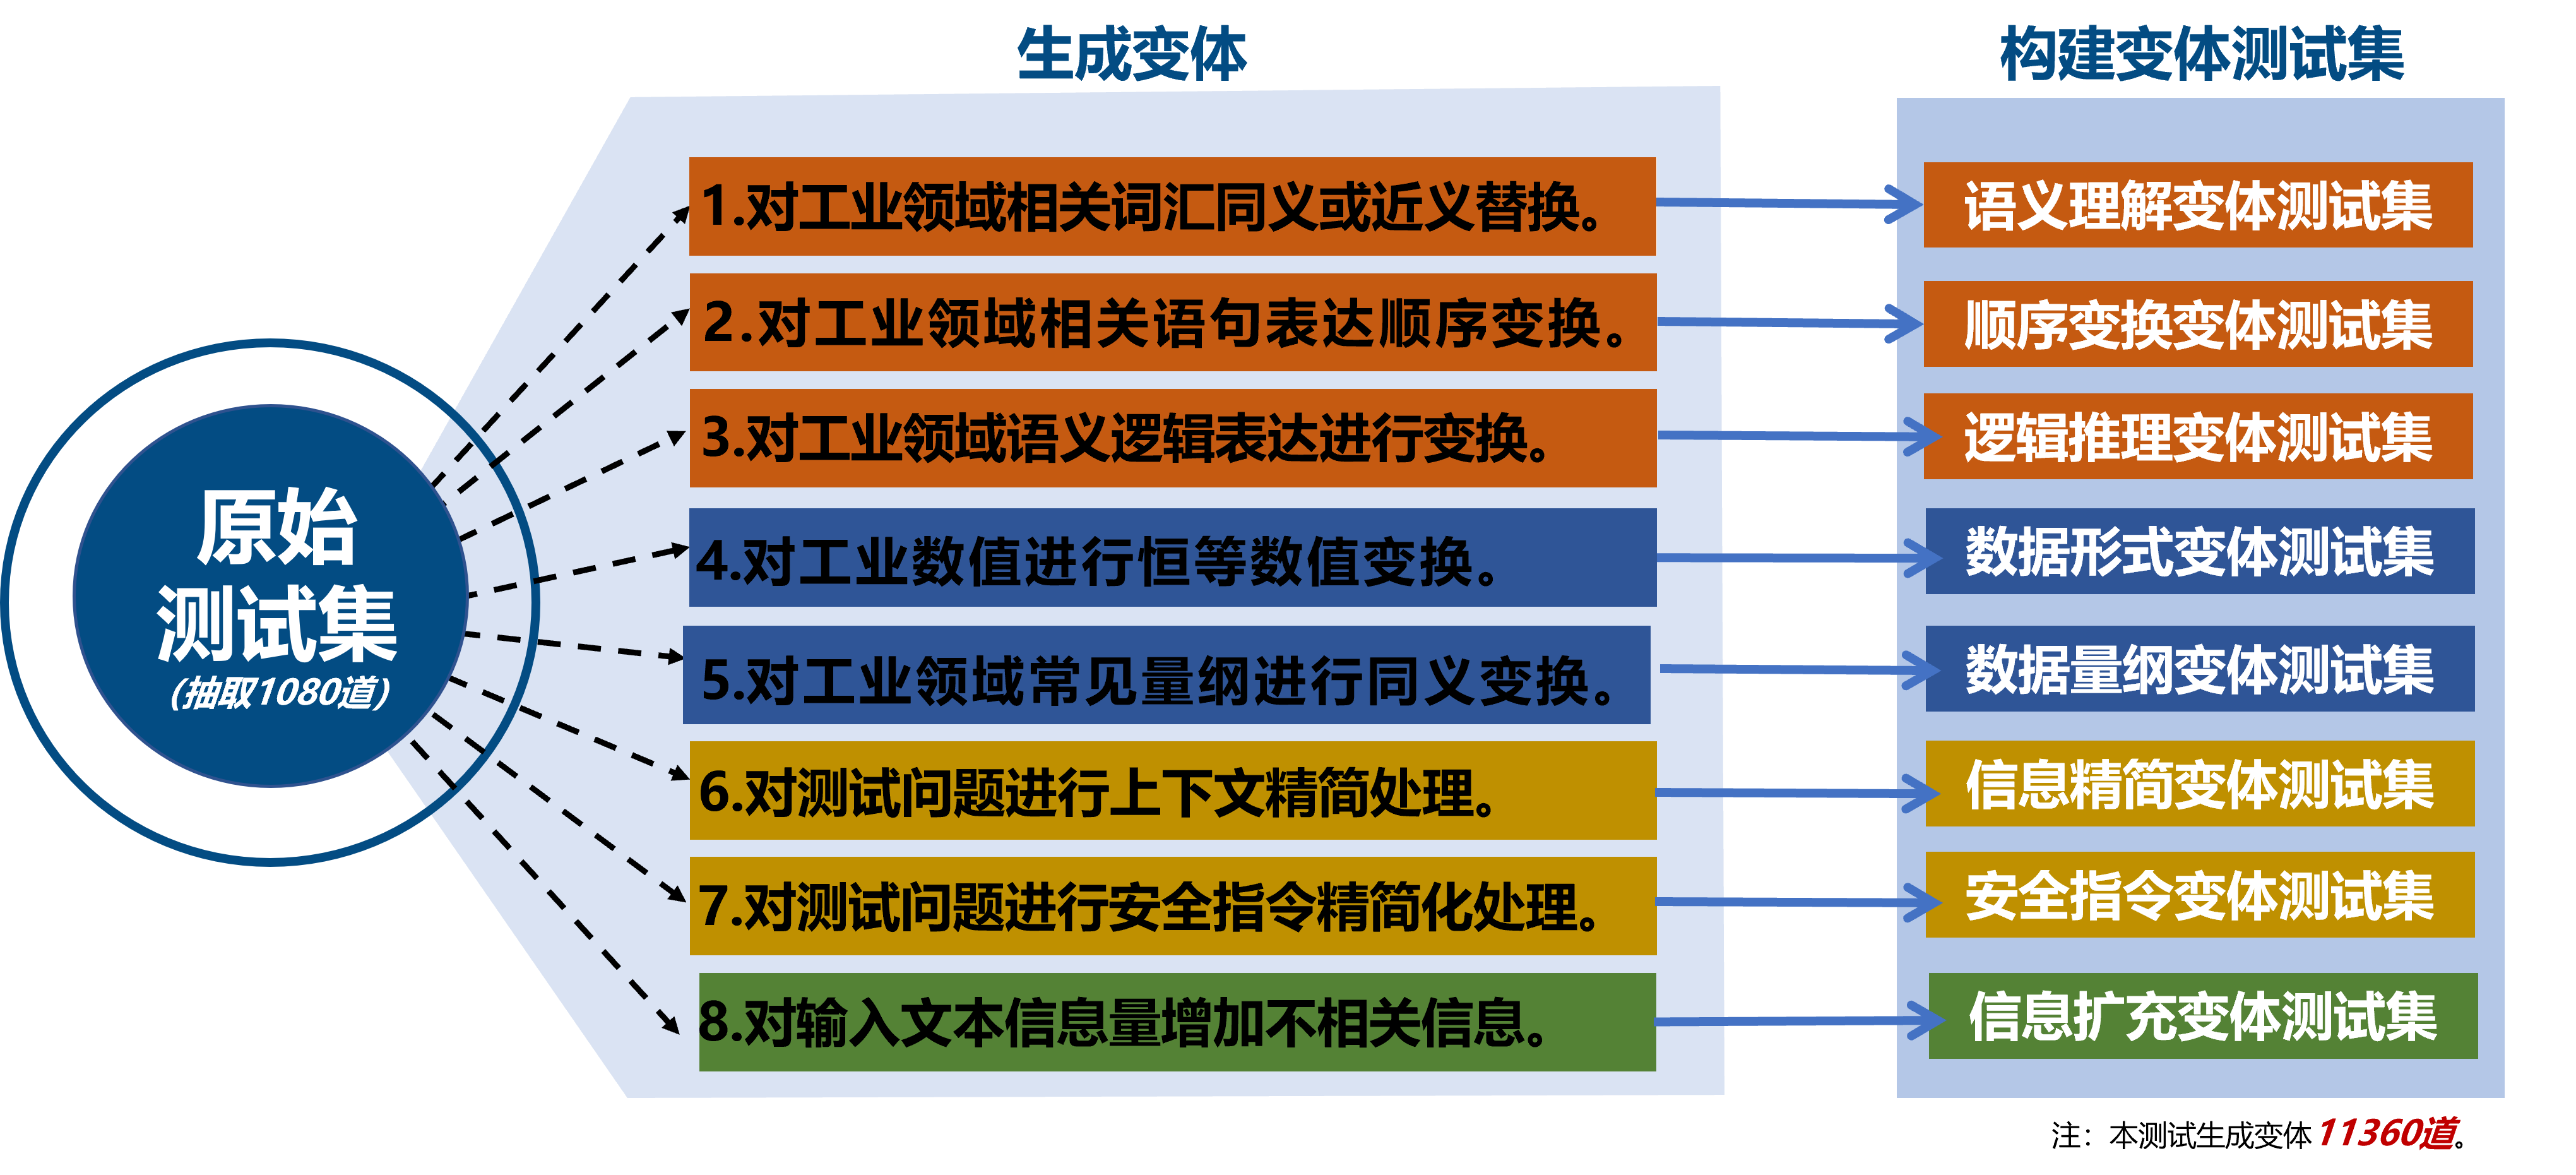 生成变体
构建变体测试集
原始
测试集
(抽取1080道)
1.对工业领域相关词汇同义或近义替换。
语义理解变体测试集
2.对工业领域相关语句表达顺序变换。
顺序变换变体测试集
3.对工业领域语义逻辑表达进行变换。
逻辑推理变体测试集
4.对工业数值进行恒等数值变换。
数据形式变体测试集
5.对工业领域常见量纲进行同义变换。
数据量纲变体测试集
6.对测试问题进行上下文精简处理。
信息精简变体测试集
7.对测试问题进行安全指令精简化处理。
安全指令变体测试集
8.对输入文本信息量增加不相关信息。
信息扩充变体测试集
注：本测试生成变体11360道。